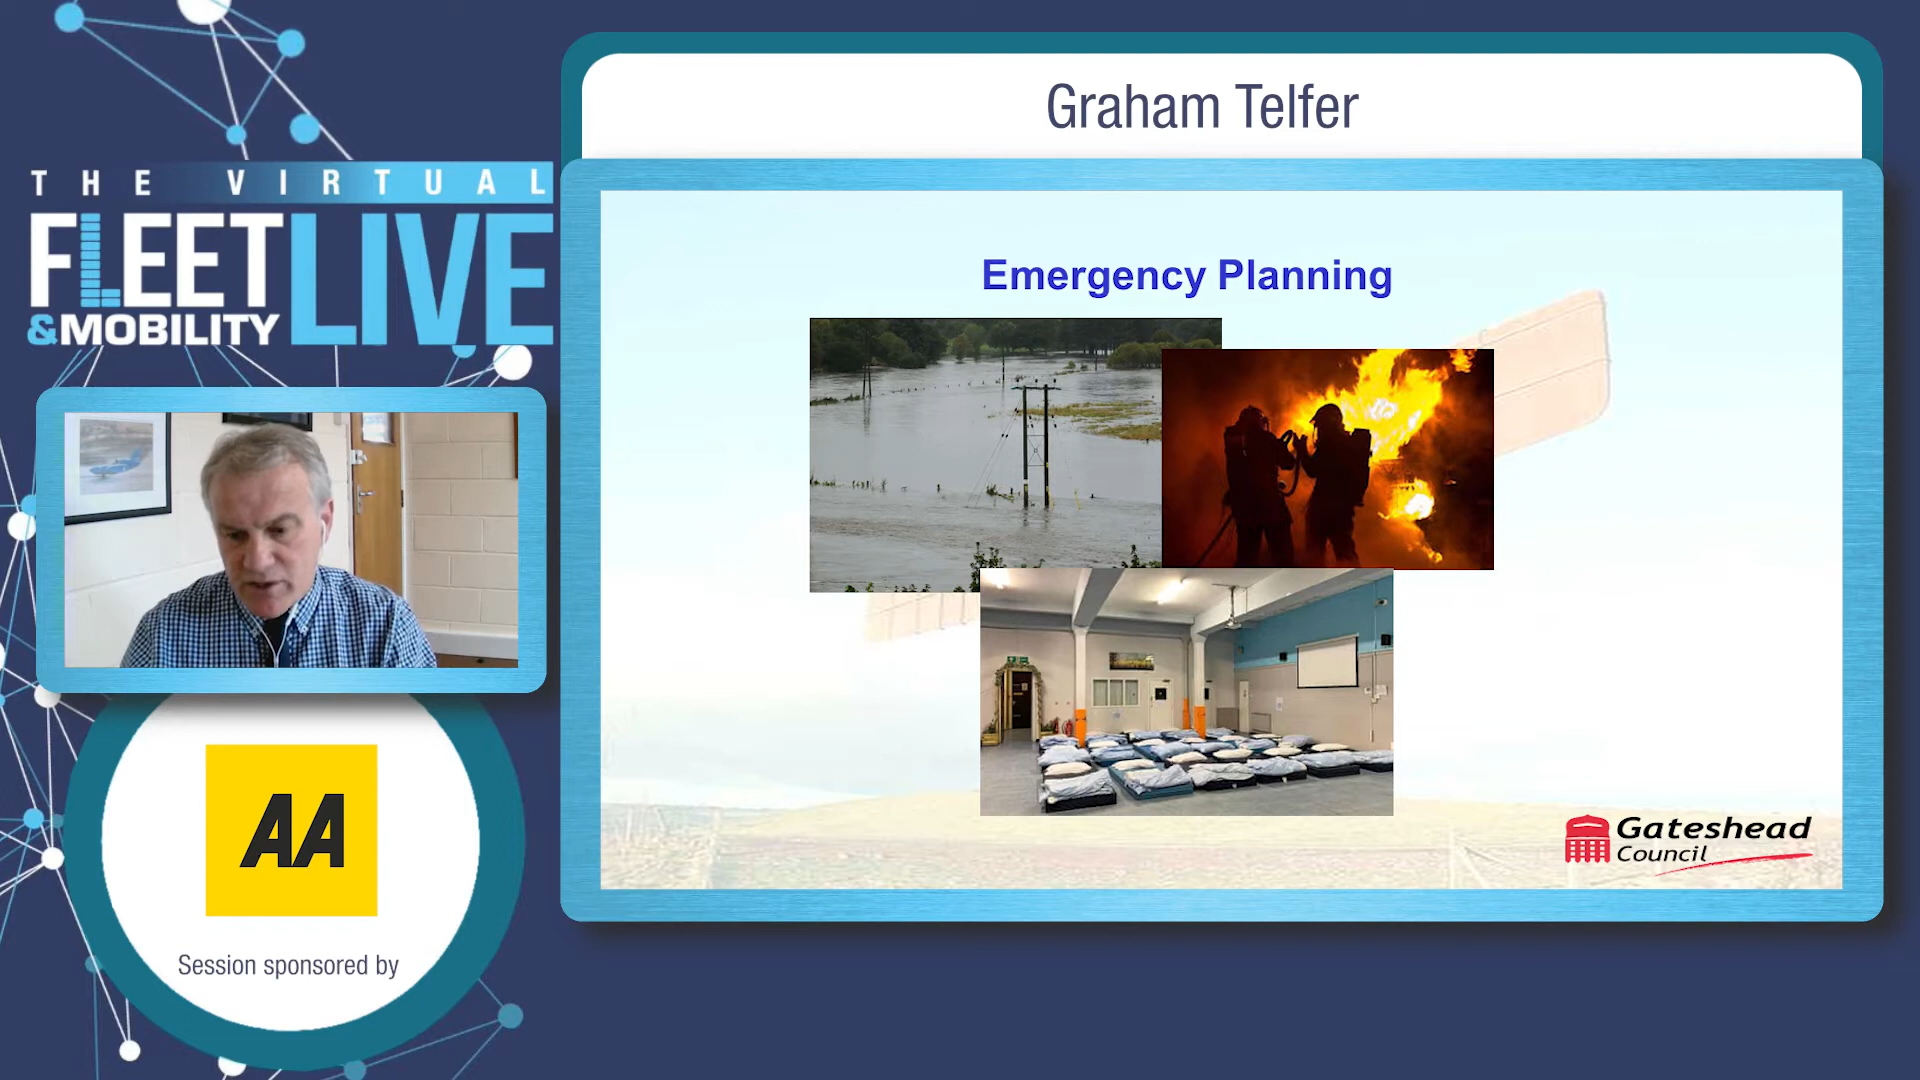 THE VIRTUAL
FLEET
&MOBILITY
LIVE
Graham Telfer
Emergency Planning
Gateshead
Council
AA
Session sponsored by